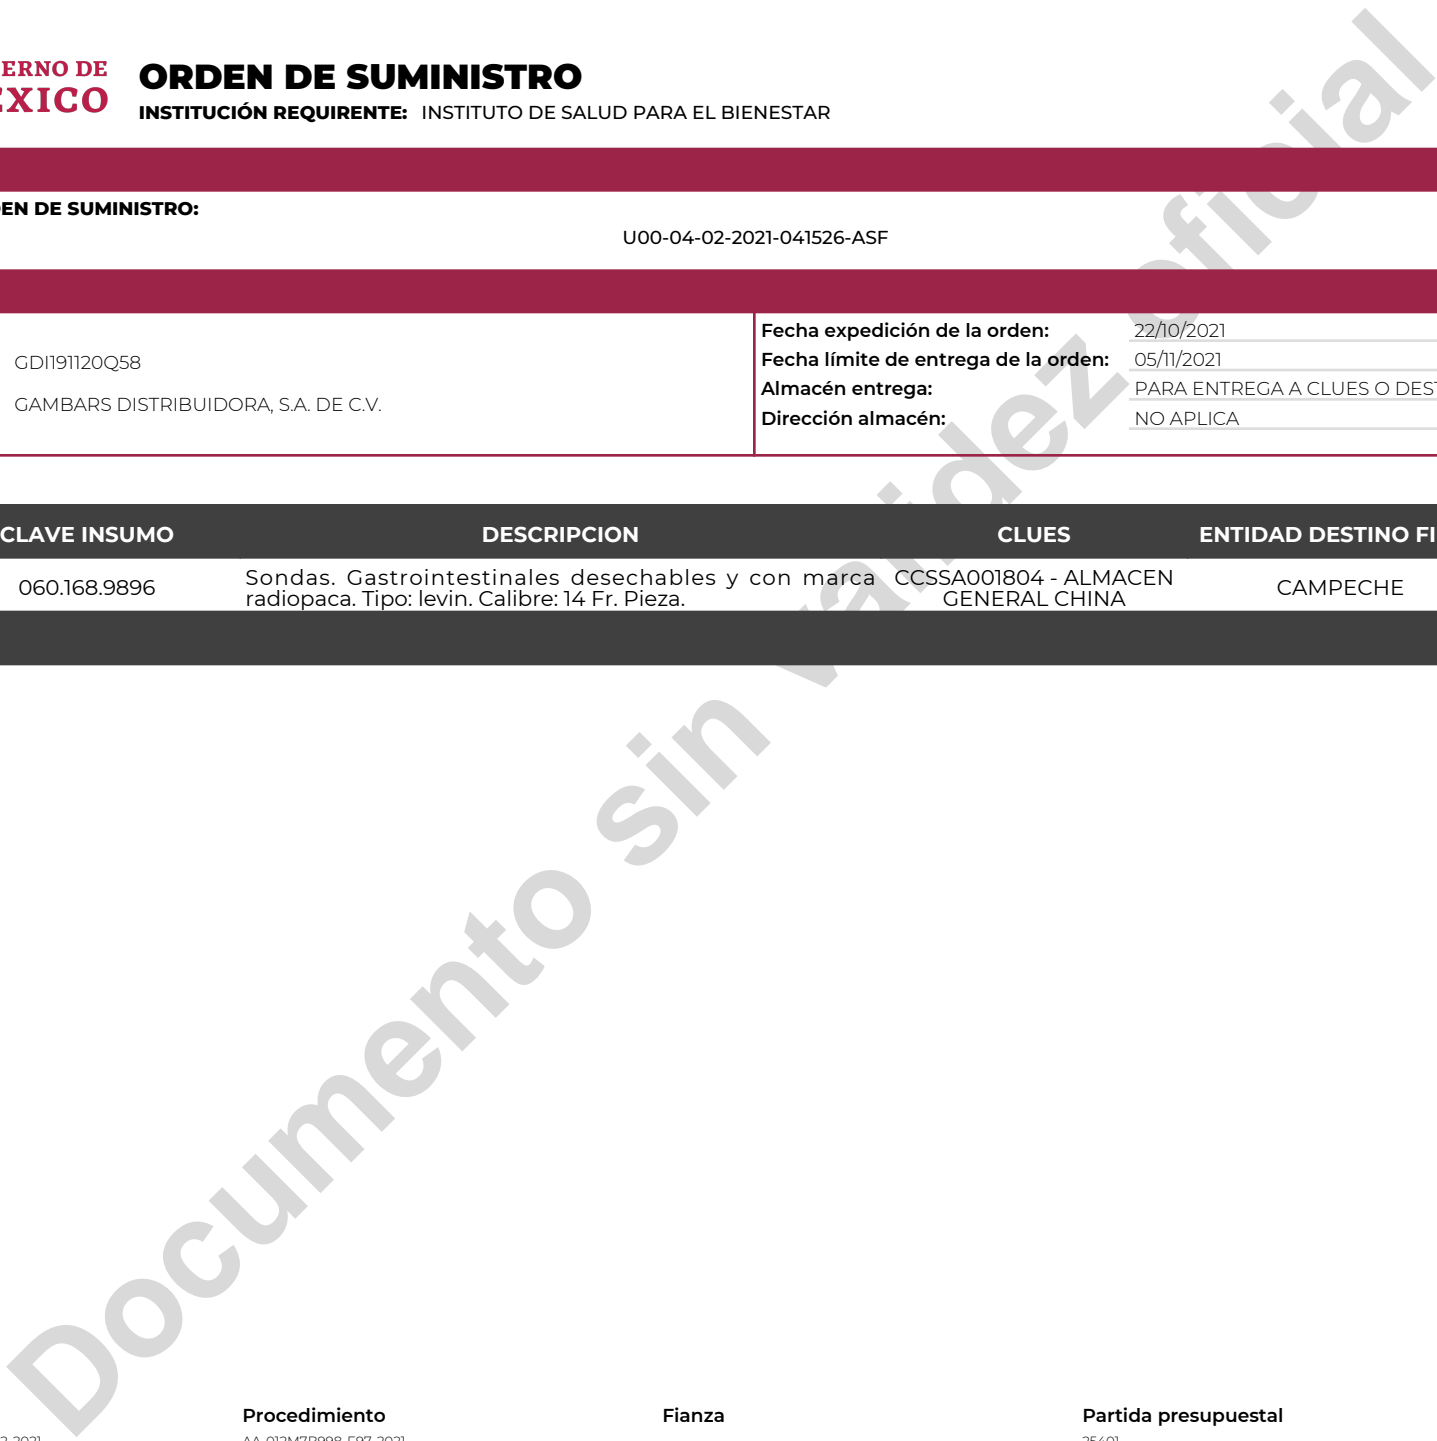 ERNO DE
EXICO
ORDEN DE SUMINISTRO
INSTITUCIÓN REQUIRENTE: INSTITUTO DE SALUD PARA EL BIENESTAR
EN DE SUMINISTRO:
U00-04-02-2021-041526-ASF
GDI191120Q58
GAMBARS DISTRIBUIDORA, S.A. DE C.V.
Fecha expedición de la orden: 22/10/2021
Fecha límite de entrega de la orden: 05/11/2021
Almacén entrega: PARA ENTREGA A CLUES O DEST
Dirección almacén: NO APLICA
CLAVE INSUMO DESCRIPCION CLUES ENTIDAD DESTINO FI
060.168.9896 Sondas. Gastrointestinales desechables y con marca radiopaca. Tipo: levin. Calibre: 14 Fr. Pieza. CCSSA001804 - ALMACEN GENERAL CHINA CAMPECHE
Documento sin validez oficial
Procedimiento Fianza Partida presupuestal